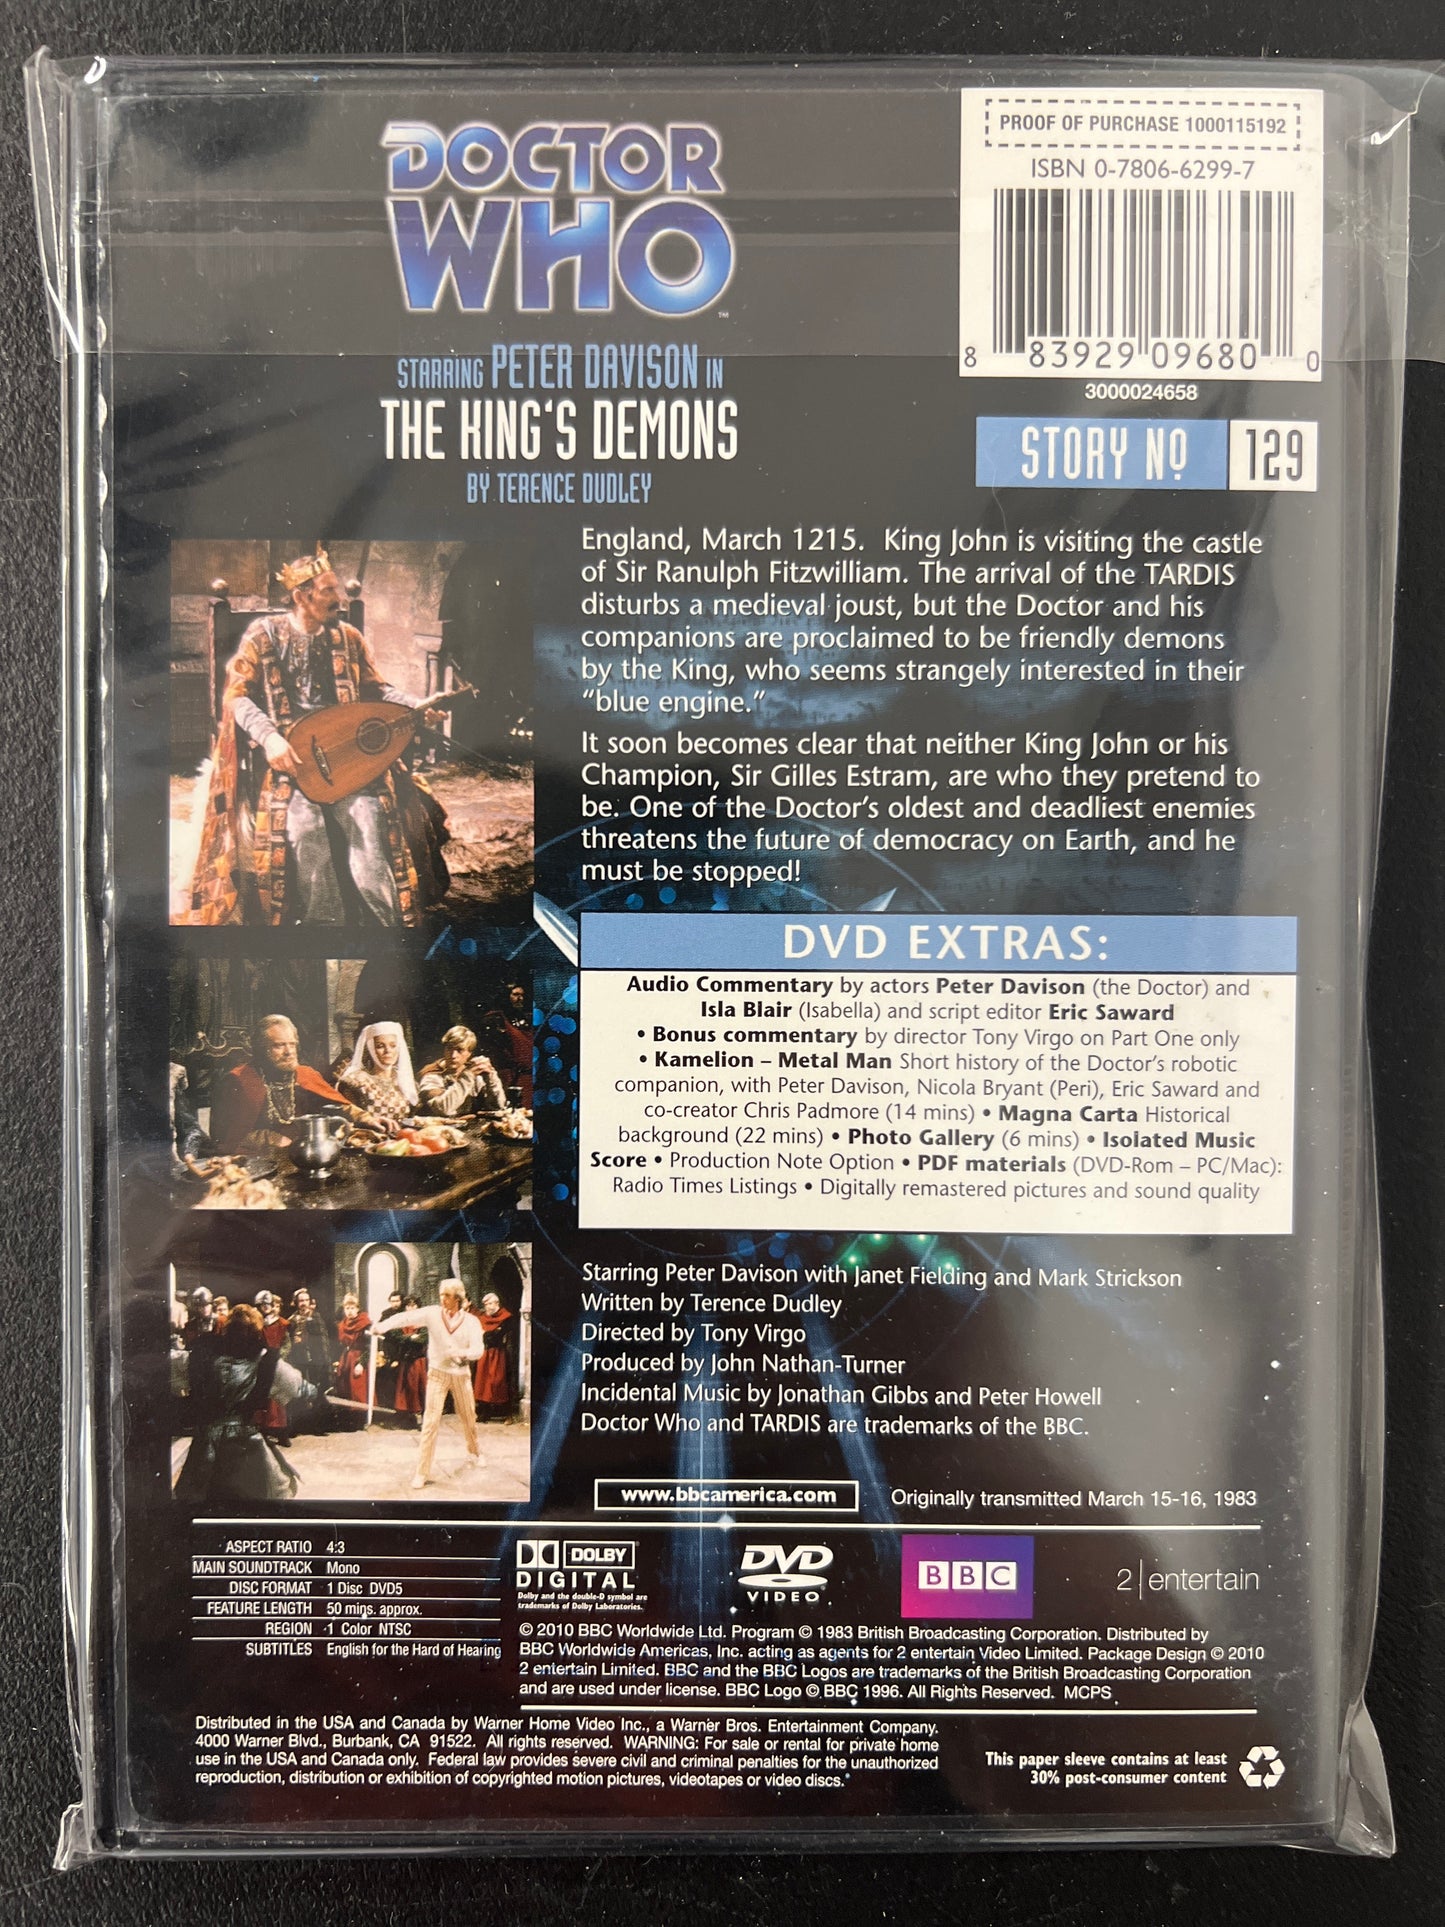 DOCTOR
WHO
™
STARRING PETER DAVISON IN
THE KING'S DEMONS
BY TERENCE DUDLEY
PROOF OF PURCHASE 1000115192
ISBN 0-7806-6299-7
8 83929 09680 0
3000024658
STORY Nº 129
England, March 1215. King John is visiting the castle
of Sir Ranulph Fitzwilliam. The arrival of the TARDIS
disturbs a medieval joust, but the Doctor and his
companions are proclaimed to be friendly demons
by the King, who seems strangely interested in their
“blue engine.”
It soon becomes clear that neither King John or his
Champion, Sir Gilles Estram, are who they pretend to
be. One of the Doctor's oldest and deadliest enemies
threatens the future of democracy on Earth, and he
must be stopped!
DVD EXTRAS:
Audio Commentary by actors Peter Davison (the Doctor) and
Isla Blair (Isabella) and script editor Eric Saward
• Bonus commentary by director Tony Virgo on Part One only
• Kamelion – Metal Man Short history of the Doctor's robotic
companion, with Peter Davison, Nicola Bryant (Peri), Eric Saward and
co-creator Chris Padmore (14 mins) • Magna Carta Historical
background (22 mins) • Photo Gallery (6 mins) • Isolated Music
Score • Production Note Option • PDF materials (DVD-Rom – PC/Mac):
Radio Times Listings • Digitally remastered pictures and sound quality
Starring Peter Davison with Janet Fielding and Mark Strickson
Written by Terence Dudley
Directed by Tony Virgo
Produced by John Nathan-Turner
Incidental Music by Jonathan Gibbs and Peter Howell
Doctor Who and TARDIS are trademarks of the BBC.
www.bbcamerica.com
Originally transmitted March 15-16, 1983
ASPECT RATIO 4:3
MAIN SOUNDTRACK Mono
DISC FORMAT 1 Disc DVD5
FEATURE LENGTH 50 mins. approx.
REGION 1 Color NTSC
SUBTITLES English for the Hard of Hearing
DOLBY
DIGITAL
Dolby and the double-D symbol are
trademarks of Dolby Laboratories.
DVD
VIDEO
BBC
2 | entertain
© 2010 BBC Worldwide Ltd. Program © 1983 British Broadcasting Corporation. Distributed by
BBC Worldwide Americas, Inc. acting as agents for 2 entertain Video Limited. Package Design © 2010
2 entertain Limited. BBC and the BBC Logos are trademarks of the British Broadcasting Corporation
and are used under license. BBC Logo © BBC 1996. All Rights Reserved. MCPS
Distributed in the USA and Canada by Warner Home Video Inc., a Warner Bros. Entertainment Company.
4000 Warner Blvd., Burbank, CA 91522. All rights reserved. WARNING: For sale or rental for private home
use in the USA and Canada only. Federal law provides severe civil and criminal penalties for the unauthorized
reproduction, distribution or exhibition of copyrighted motion pictures, videotapes or video discs.
This paper sleeve contains at least
30% post-consumer content